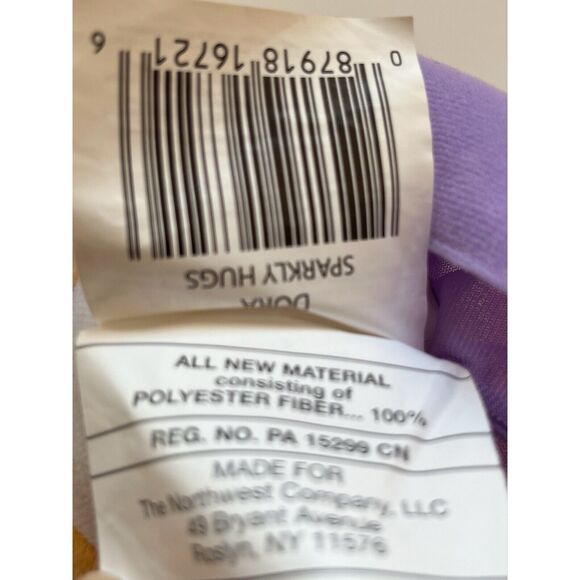 DORA
SPARKLY HUGS
0 87918 16721 6
ALL NEW MATERIAL
consisting of
POLYESTER FIBER... 100%
REG. NO. PA 15299 CN
MADE FOR
The Northwest Company, LLC
49 Bryant Avenue
Roslyn, NY 11576